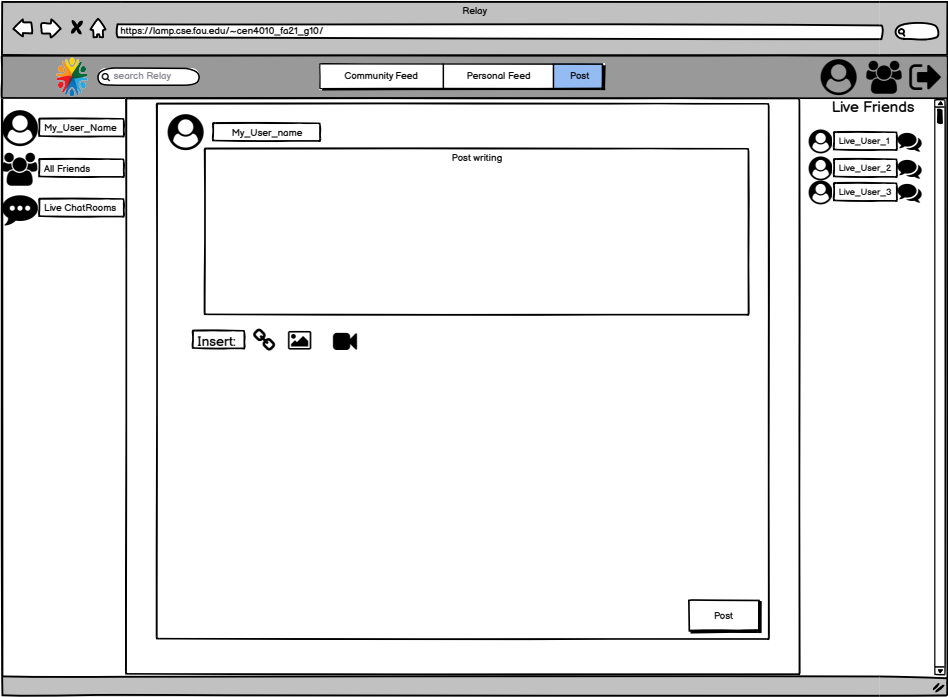 Relay
https://lamp.cse.fau.edu/~cen4010_fa21_g10/
search Relay
Community Feed
Personal Feed
Post
Live Friends
My_User_Name
My_User_name
Post writing
Live_User_1
All Friends
Live_User_2
Live_User_3
Live ChatRooms
Insert:
Post